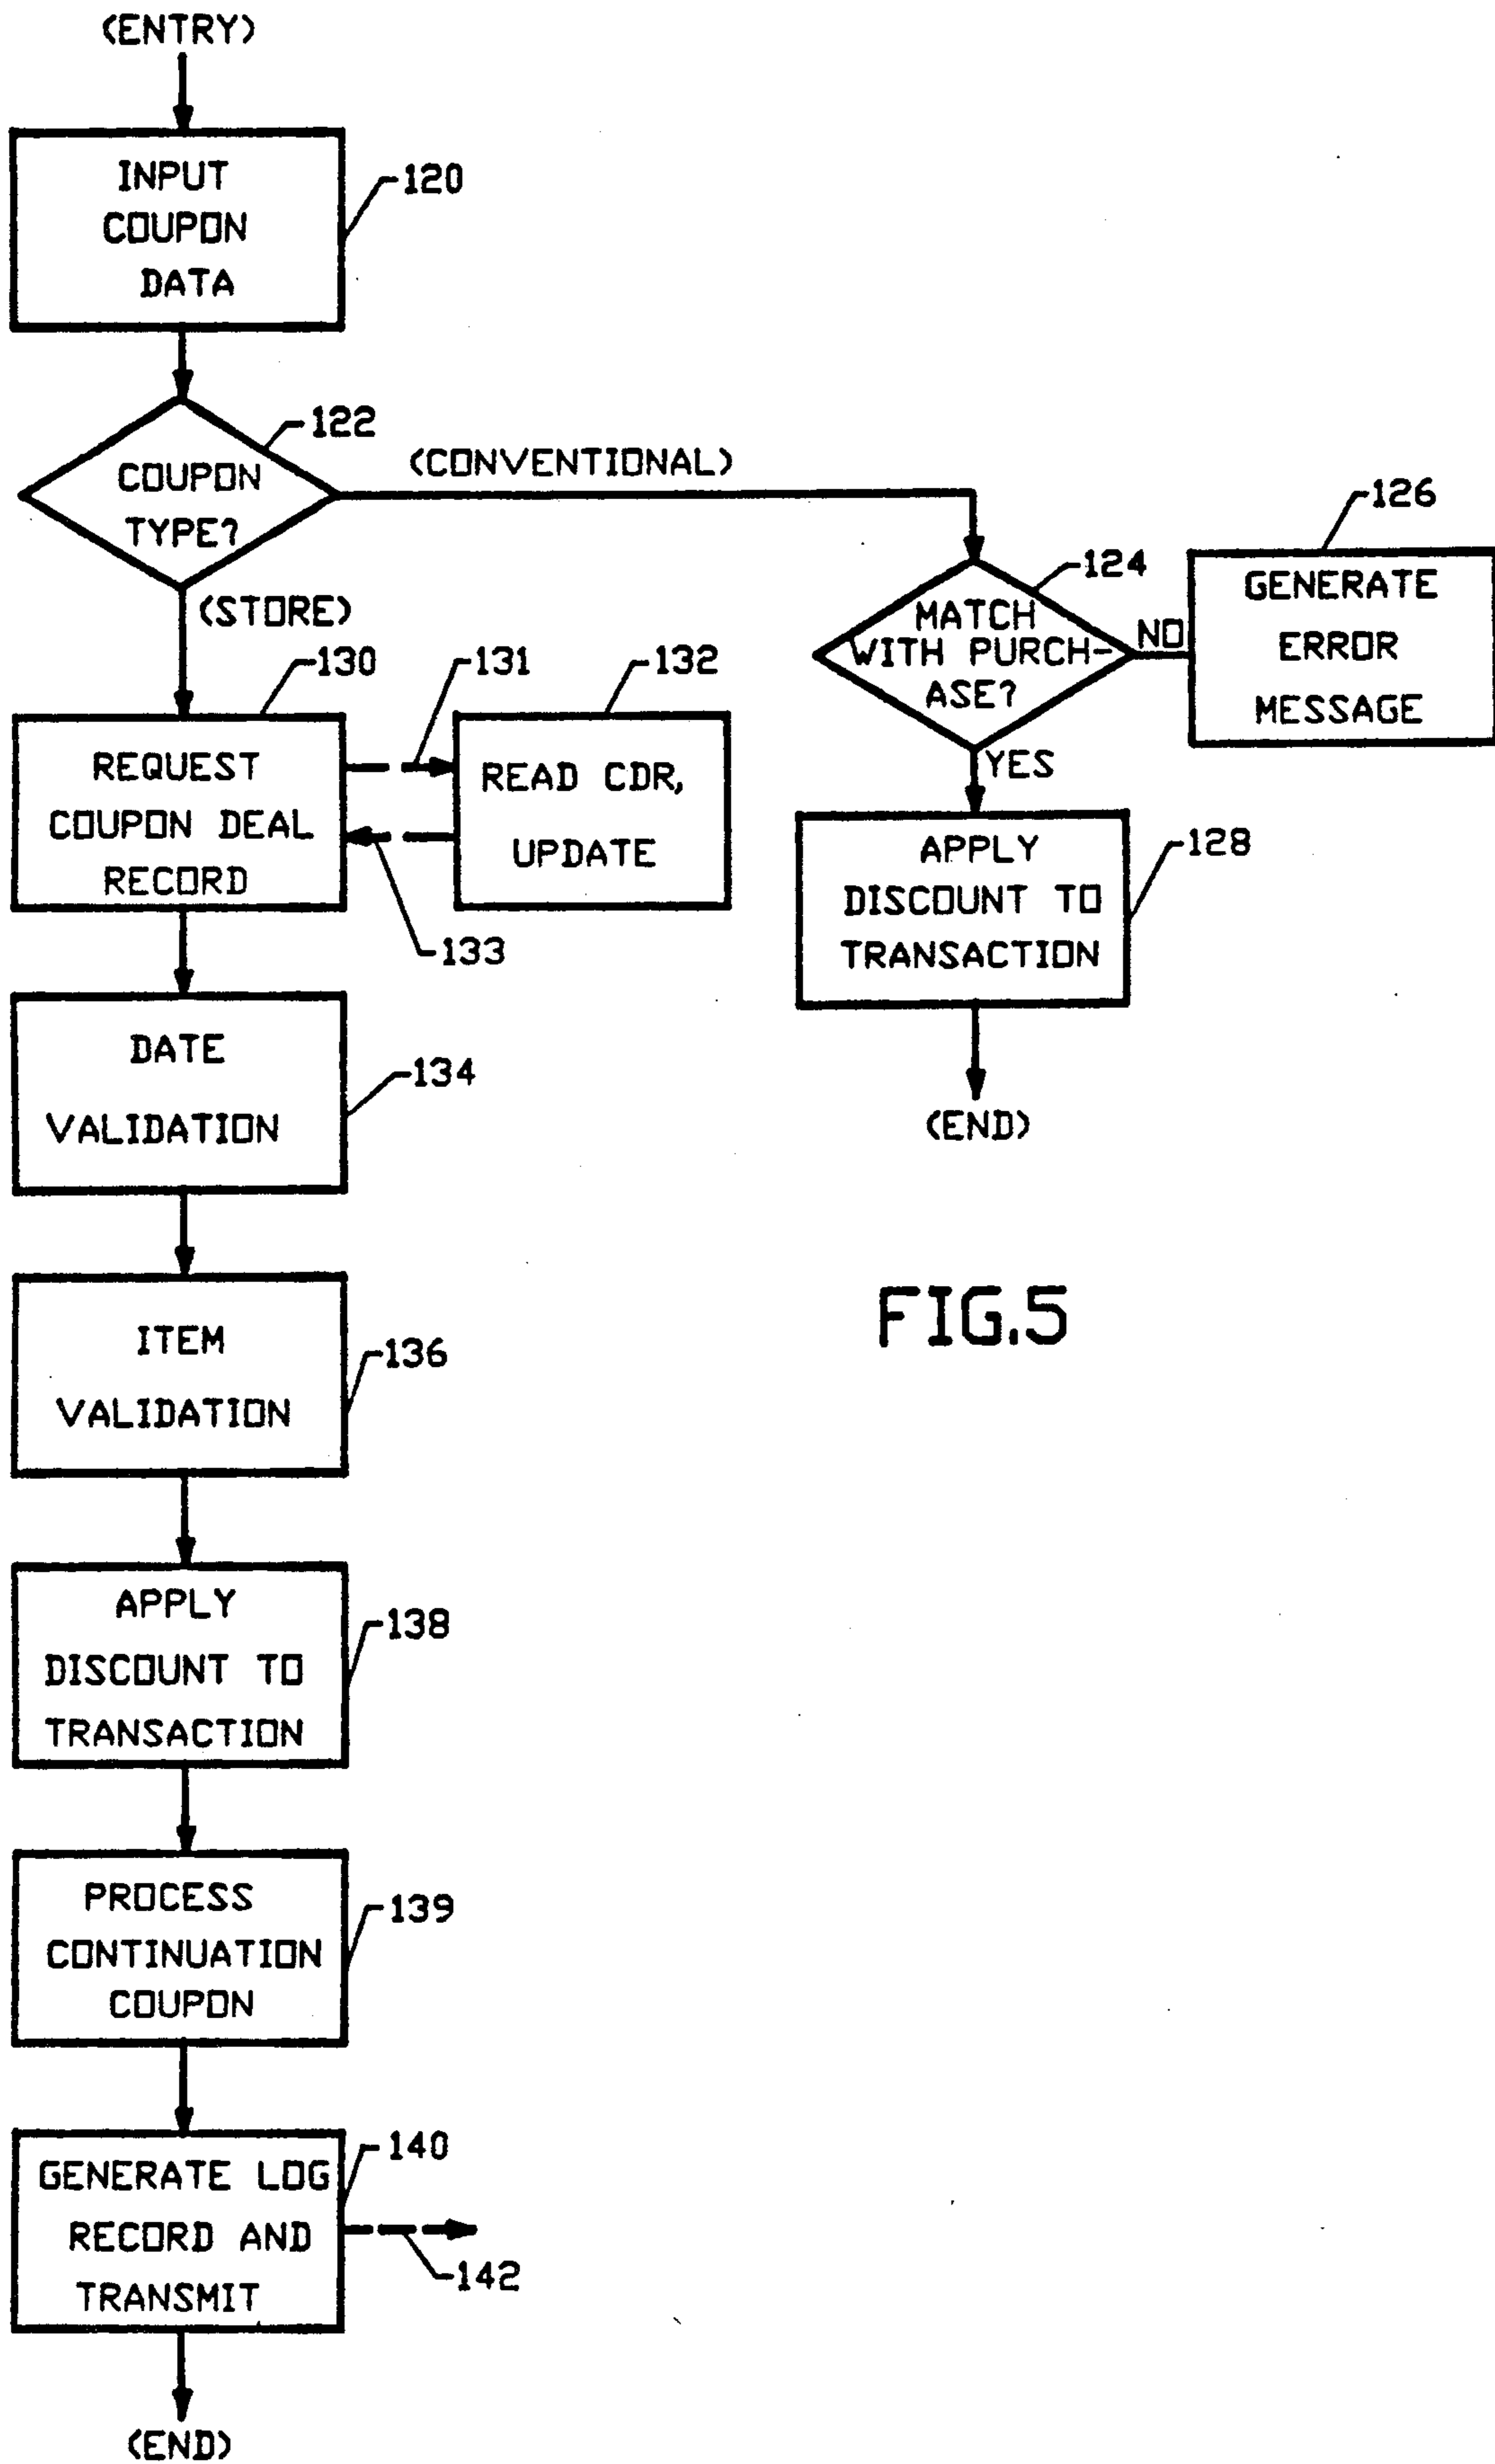 (ENTRY)
INPUT
COUPON
DATA
120
COUPON
TYPE?
122
(CONVENTIONAL)
(STORE)
MATCH
WITH PURCH-
ASE?
124
NO
126
GENERATE
ERROR
MESSAGE
YES
APPLY
DISCOUNT TO
TRANSACTION
128
(END)
130
REQUEST
COUPON DEAL
RECORD
131
132
READ CDR,
UPDATE
133
DATE
VALIDATION
134
ITEM
VALIDATION
136
FIG.5
APPLY
DISCOUNT TO
TRANSACTION
138
PROCESS
CONTINUATION
COUPON
139
GENERATE LOG
RECORD AND
TRANSMIT
140
142
(END)